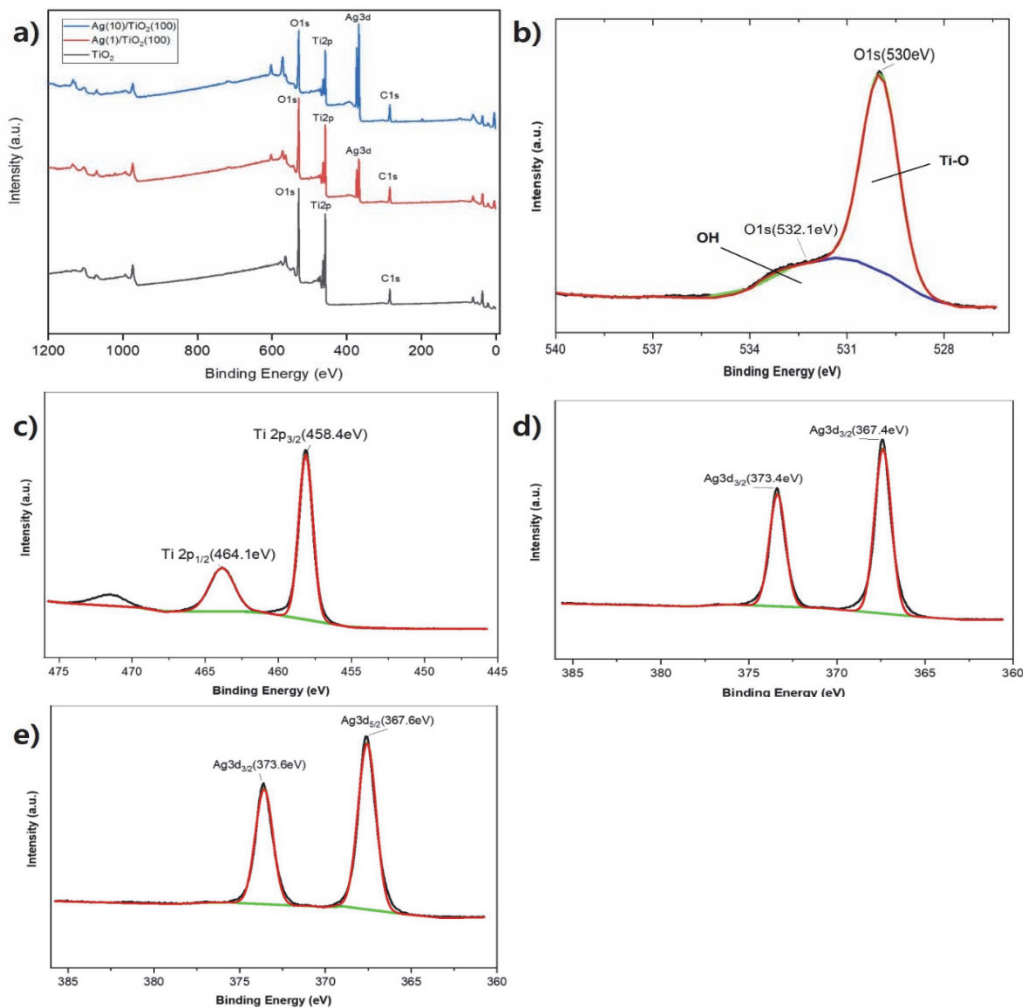 a)
Ag(10)/TiO₂(100)
Ag(1)/TiO₂(100)
TiO₂
O1s
Ti2p
Ag3d
C1s
O1s
Ti2p
Ag3d
C1s
O1s
Ti2p
C1s
Intensity (a.u.)
1200 1000 800 600 400 200 0
Binding Energy (eV)
b)
O1s(530eV)
Ti-O
O1s(532.1eV)
OH
Intensity (a.u.)
540 537 534 531 528
Binding Energy (eV)
c)
Ti 2p₃/₂(458.4eV)
Ti 2p₁/₂(464.1eV)
Intensity (a.u.)
475 470 465 460 455 450 445
Binding Energy (eV)
d)
Ag3d₃/₂(367.4eV)
Ag3d₃/₂(373.4eV)
Intensity (a.u.)
385 380 375 370 365 360
Binding Energy (eV)
e)
Ag3d₅/₂(367.6eV)
Ag3d₃/₂(373.6eV)
Intensity (a.u.)
385 380 375 370 365 360
Binding Energy (eV)